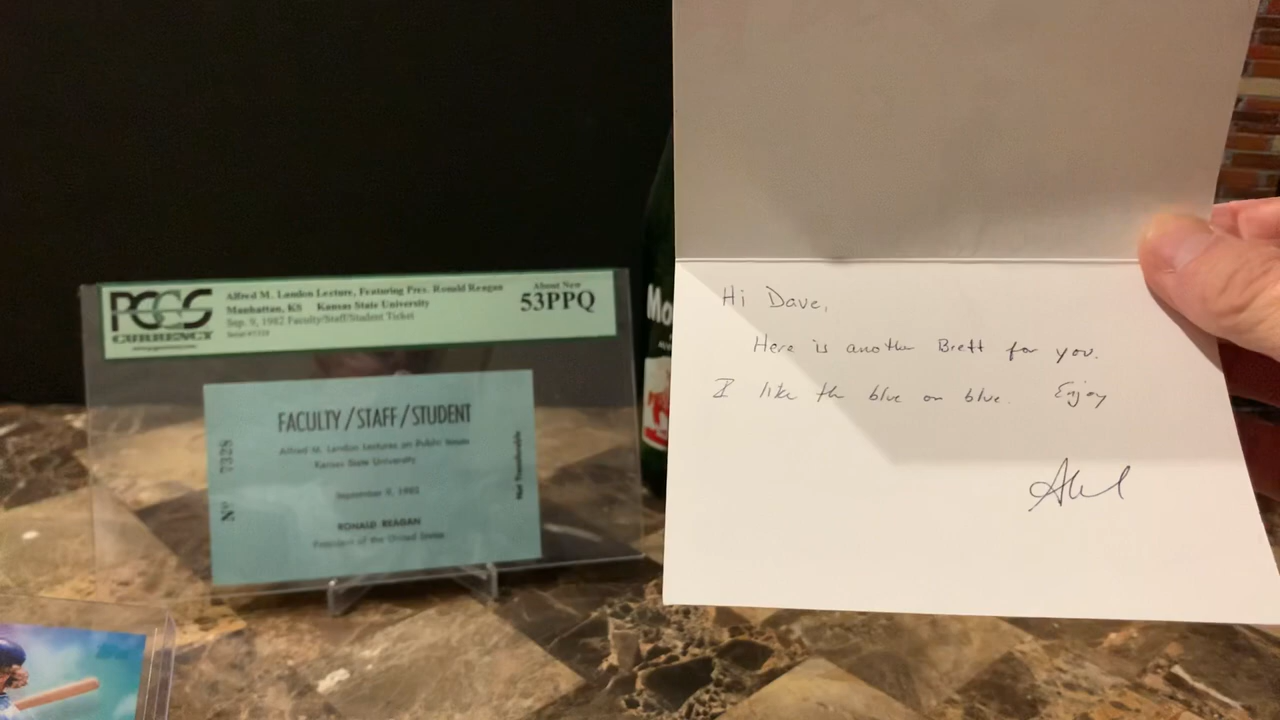 PCGS
CURRENCY
Alfred M. Landon Lecture, Featuring Pres. Ronald Reagan
Manhattan, KS Kansas State University
Sep. 9, 1982 Faculty/Staff/Student Ticket
About New
53PPQ
FACULTY/STAFF/STUDENT
Alfred M. Landon Lectures on Public Issues
Kansas State University
September 9, 1982
RONALD REAGAN
President of the United States
Nº 7328
Not Transferable
Mo
Hi Dave,
Here is another Brett for you.
I like the blue on blue. Enjoy